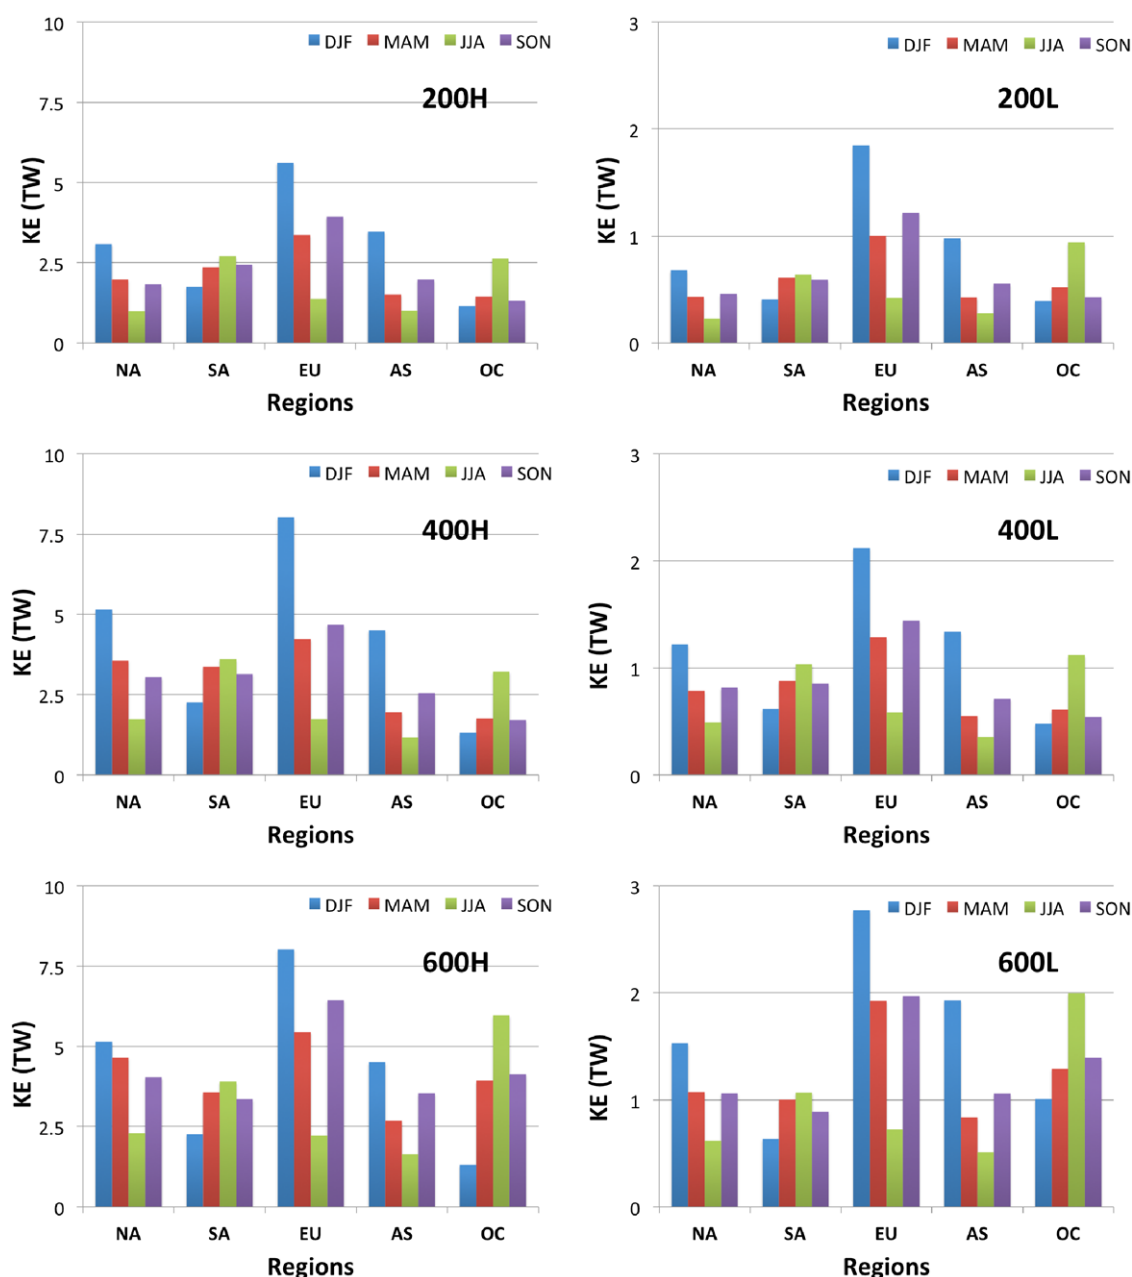 10
DJF MAM JJA SON
200H
7.5
5
2.5
0
KE (TW)
NA SA EU AS OC
Regions
3
DJF MAM JJA SON
200L
2
1
0
KE (TW)
NA SA EU AS OC
Regions
10
DJF MAM JJA SON
400H
7.5
5
2.5
0
KE (TW)
NA SA EU AS OC
Regions
3
DJF MAM JJA SON
400L
2
1
0
KE (TW)
NA SA EU AS OC
Regions
10
DJF MAM JJA SON
600H
7.5
5
2.5
0
KE (TW)
NA SA EU AS OC
Regions
3
DJF MAM JJA SON
600L
2
1
0
KE (TW)
NA SA EU AS OC
Regions